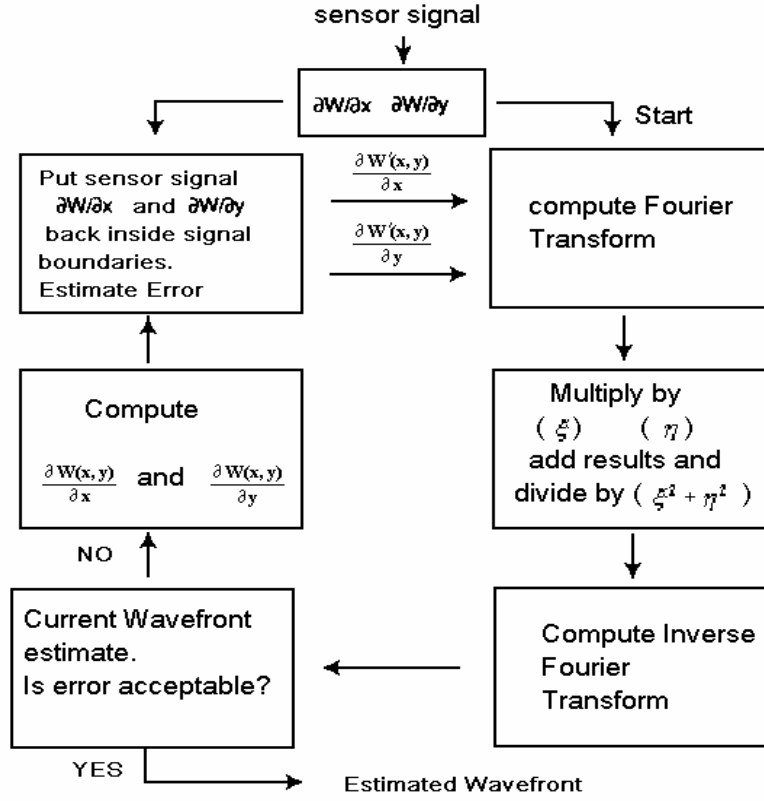 sensor signal
∂W/∂x ∂W/∂y
Start
Put sensor signal
∂W/∂x and ∂W/∂y
back inside signal
boundaries.
Estimate Error
∂ W'(x, y)
∂ x
∂ W'(x, y)
∂ y
compute Fourier
Transform
Multiply by
( ξ ) ( η )
add results and
divide by ( ξ² + η² )
Compute Inverse
Fourier
Transform
Current Wavefront
estimate.
Is error acceptable?
NO
Compute
∂ W(x, y)
∂ x
and
∂ W(x, y)
∂ y
YES
Estimated Wavefront